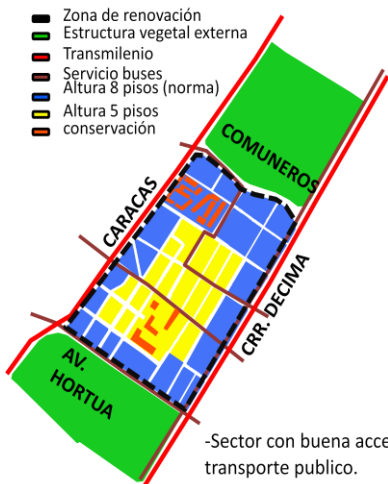 Zona de renovación
Estructura vegetal externa
Transmilenio
Servicio buses
Altura 8 pisos (norma)
Altura 5 pisos
conservación
COMUNEROS
CARACAS
CRR. DECIMA
AV.
HORTUA
-Sector con buena acce
transporte publico.